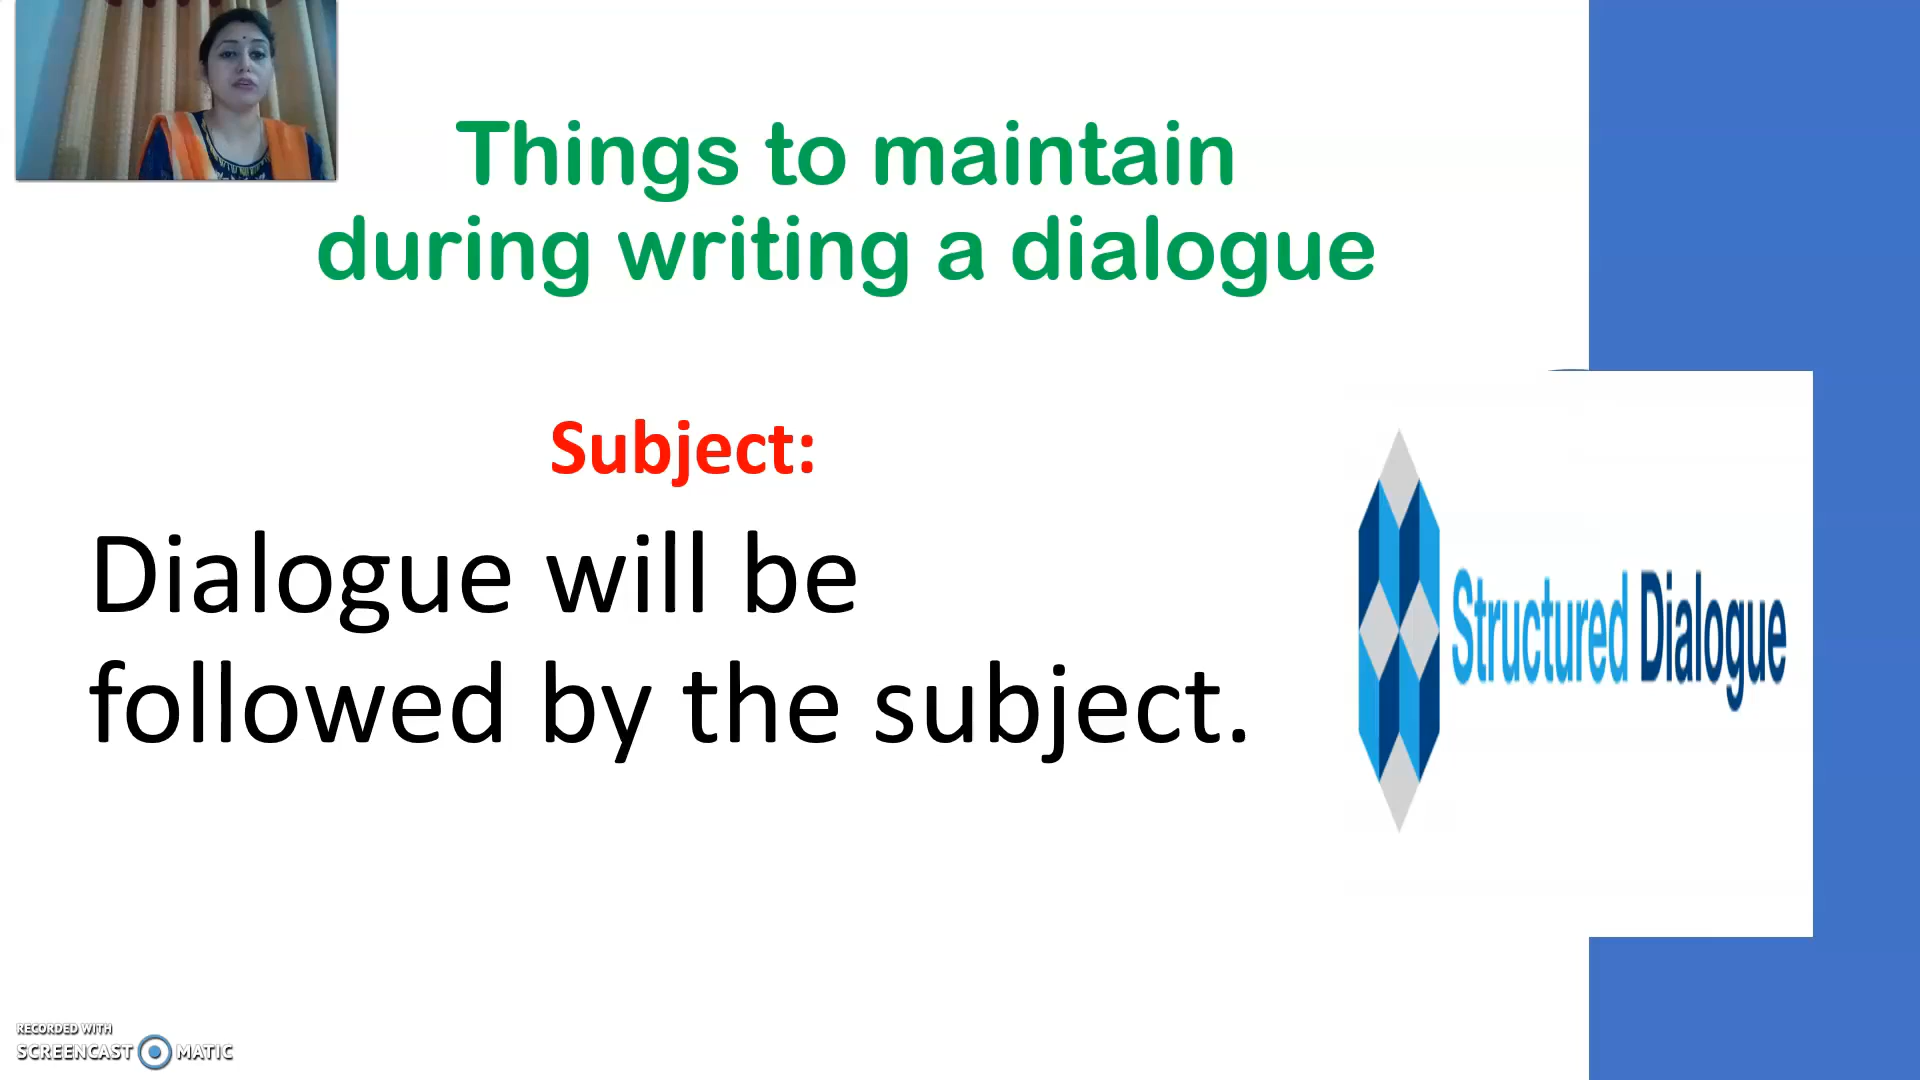 Things to maintain
during writing a dialogue
Subject:
Dialogue will be
followed by the subject.
Structured Dialogue
RECORDED WITH
SCREENCAST MATIC